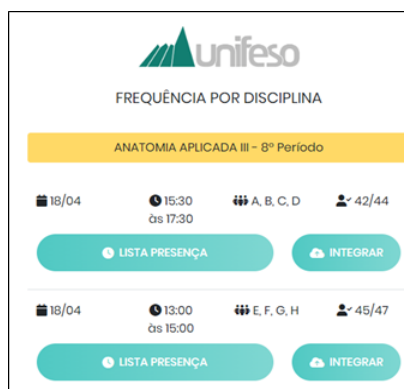 unifeso
FREQUÊNCIA POR DISCIPLINA
ANATOMIA APLICADA III - 8º Período
18/04 15:30 às 17:30 A, B, C, D 42/44
LISTA PRESENÇA INTEGRAR
18/04 13:00 às 15:00 E, F, G, H 45/47
LISTA PRESENÇA INTEGRAR